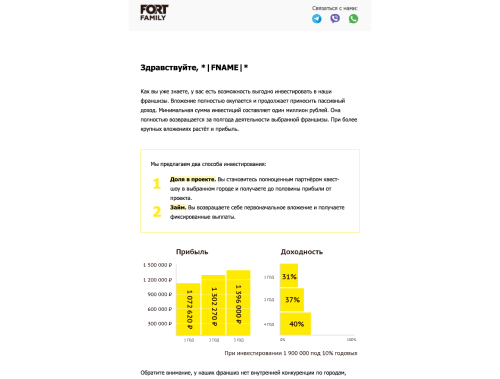 FORT
FAMILY
Связаться с нами:
Здравствуйте, *|FNAME|*
Как вы уже знаете, у вас есть возможность выгодно инвестировать в наши
франшизы. Вложение полностью окупается и продолжает приносить пассивный
доход. Минимальная сумма инвестиций составляет один миллион рублей. Она
полностью возвращается за полгода деятельности выбранной франшизы. При более
крупных вложениях растёт и прибыль.
Мы предлагаем два способа инвестирования:
1 Доля в проекте. Вы становитесь полноценным партнёром квест-
шоу в выбранном городе и получаете до половины прибыли от
проекта.
2 Займ. Вы возвращаете себе первоначальное вложение и получаете
фиксированные выплаты.
Прибыль
1 500 000 ₽
1 200 000 ₽
900 000 ₽
600 000 ₽
300 000 ₽
1 072 620 ₽
1 302 270 ₽
1 396 000 ₽
1 ГОД
2 ГОД
3 ГОД
Доходность
1 ГОД 31%
2 ГОД 37%
4 ГОД 40%
0% 100%
При инвестировании 1 900 000 под 10% годовых
Обратите внимание, у наших франшиз нет внутренней конкуренции по городам,